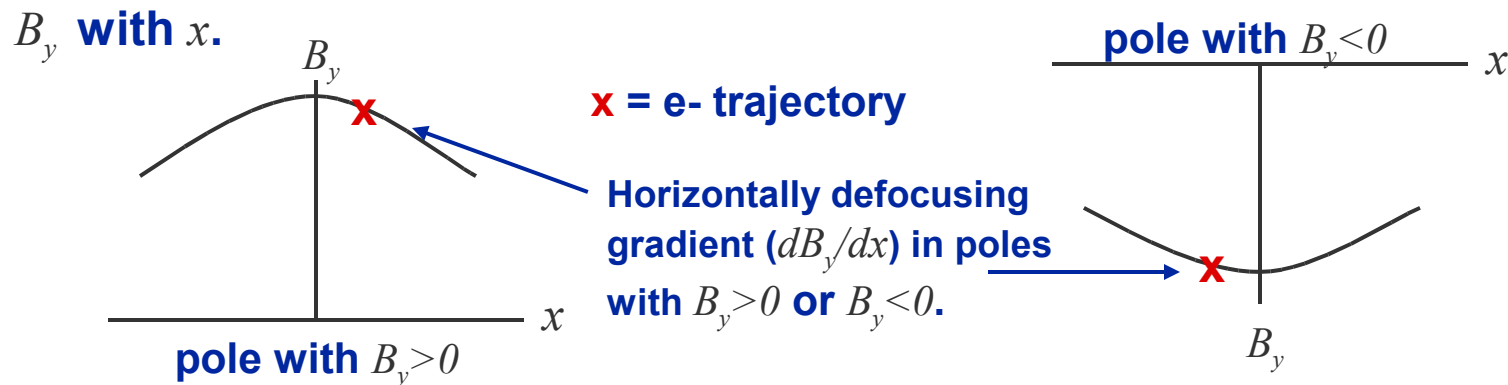 B_y with x.
B_y
x = e- trajectory
Horizontally defocusing
gradient (dB_y/dx) in poles
with B_y>0 or B_y<0.
x
x
pole with B_y>0
pole with B_y<0
x
x
B_y